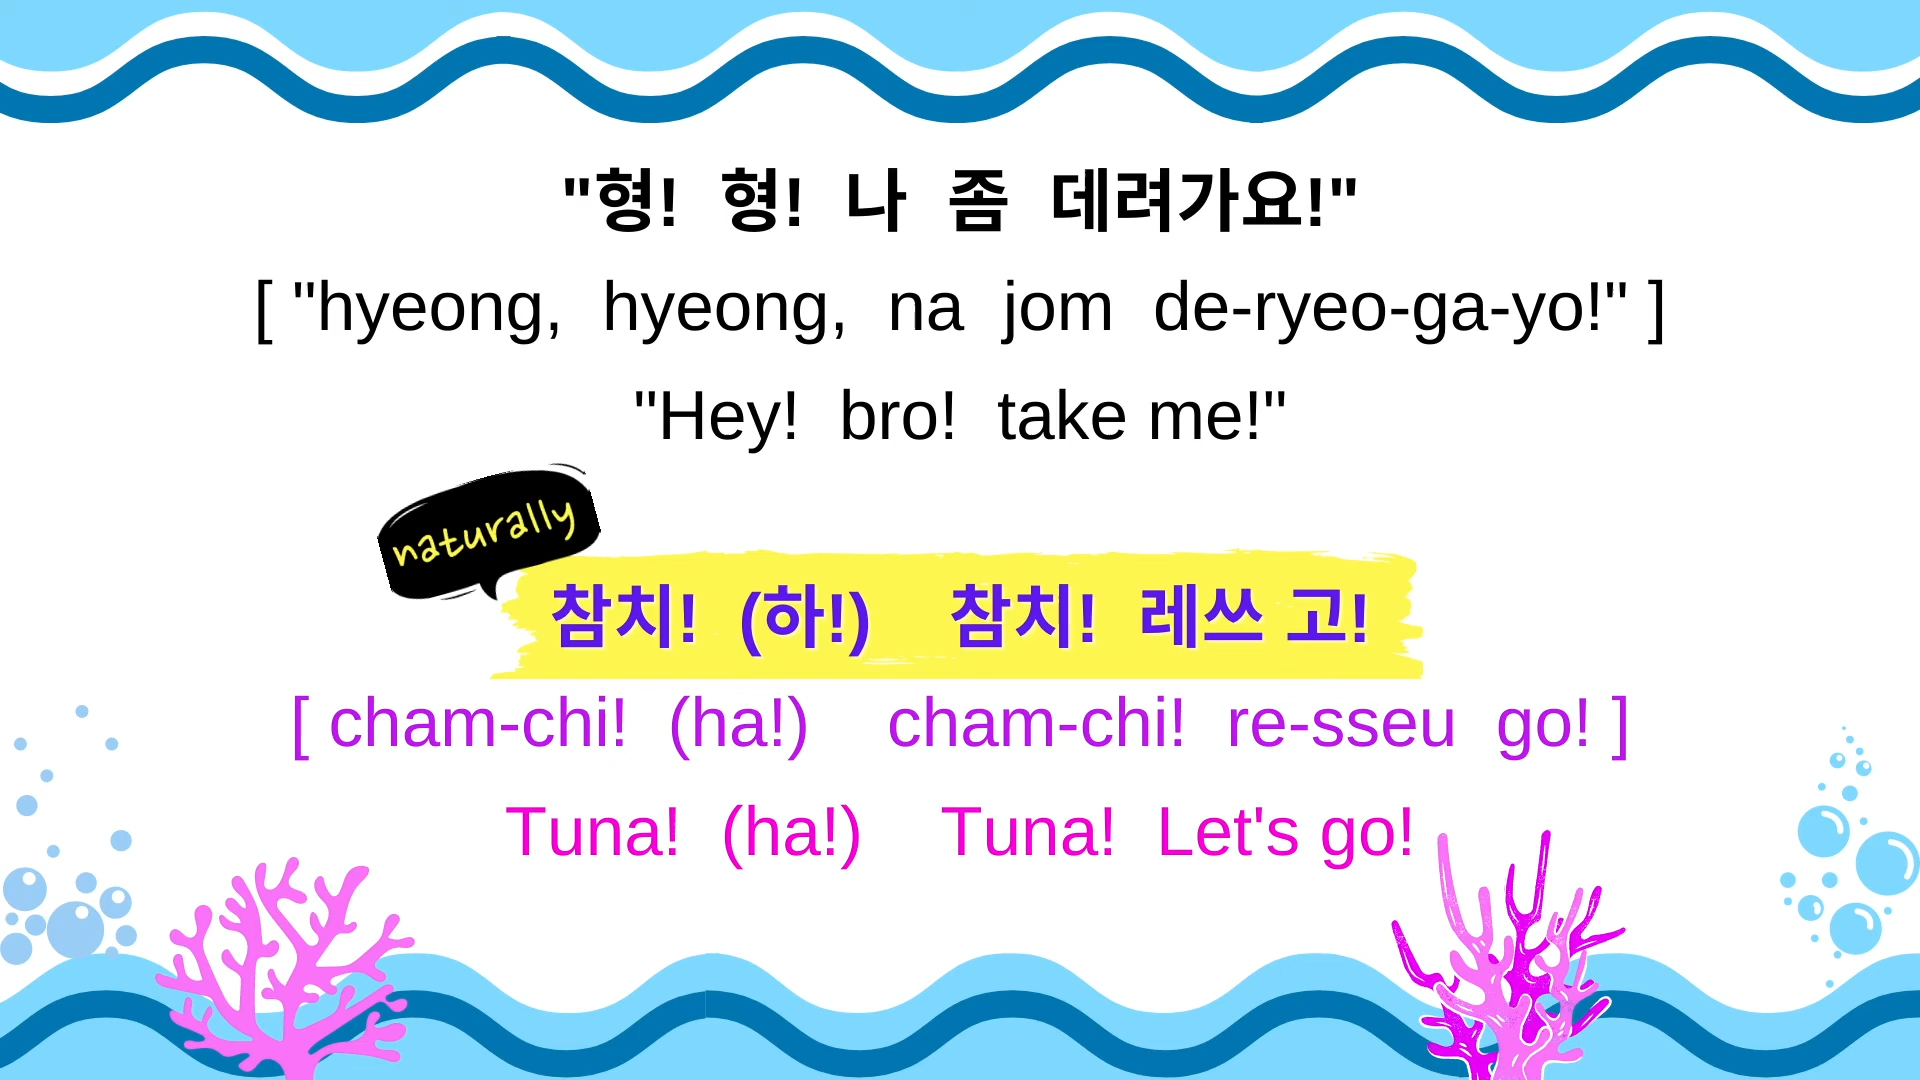 "형! 형! 나 좀 데려가요!"
[ "hyeong, hyeong, na jom de-ryeo-ga-yo!" ]
"Hey! bro! take me!"
naturally
참치! (하!) 참치! 레쓰 고!
[ cham-chi! (ha!) cham-chi! re-sseu go! ]
Tuna! (ha!) Tuna! Let's go!